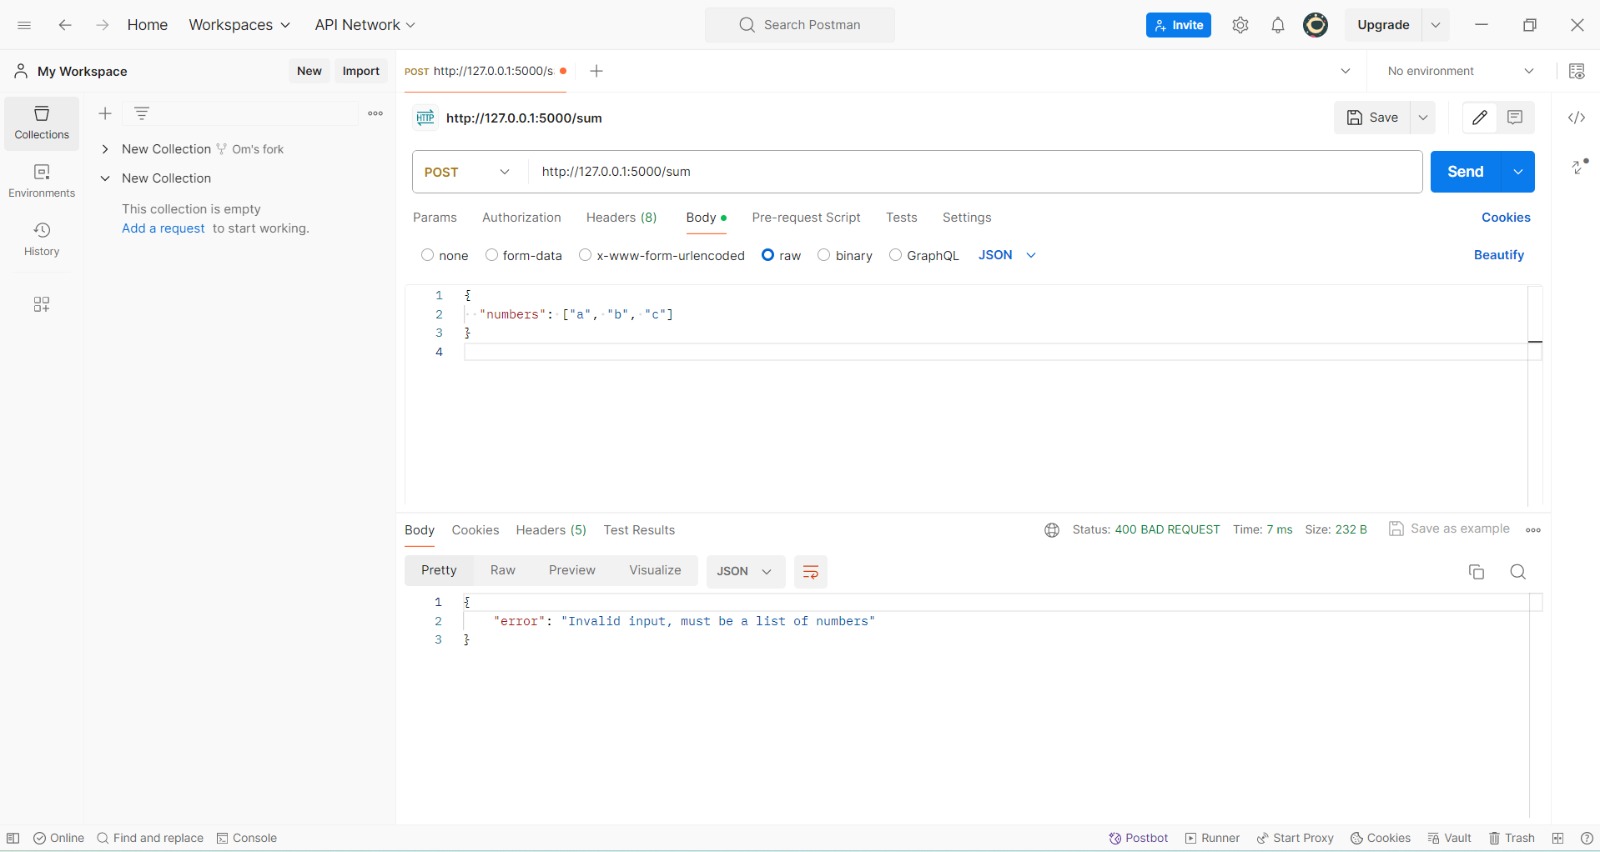 Home Workspaces API Network Search Postman Invite Upgrade
My Workspace New Import POST http://127.0.0.1:5000/s No environment
HTTP http://127.0.0.1:5000/sum Save
Collections
New Collection Om's fork
New Collection
This collection is empty
Add a request to start working.
Environments
History
POST http://127.0.0.1:5000/sum Send
Params Authorization Headers (8) Body Pre-request Script Tests Settings Cookies
none form-data x-www-form-urlencoded raw binary GraphQL JSON Beautify
1 {
2 "numbers": ["a", "b", "c"]
3 }
4
Body Cookies Headers (5) Test Results Status: 400 BAD REQUEST Time: 7 ms Size: 232 B Save as example
Pretty Raw Preview Visualize JSON
1 {
2 "error": "Invalid input, must be a list of numbers"
3 }
Online Find and replace Console Postbot Runner Start Proxy Cookies Vault Trash